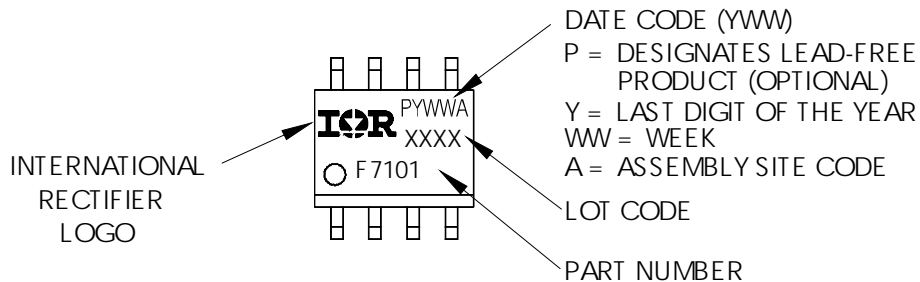 DATE CODE (YWW)
P = DESIGNATES LEAD-FREE
PRODUCT (OPTIONAL)
Y = LAST DIGIT OF THE YEAR
WW = WEEK
A = ASSEMBLY SITE CODE
LOT CODE
PART NUMBER
INTERNATIONAL
RECTIFIER
LOGO
IOR
PYWWA
XXXX
F7101